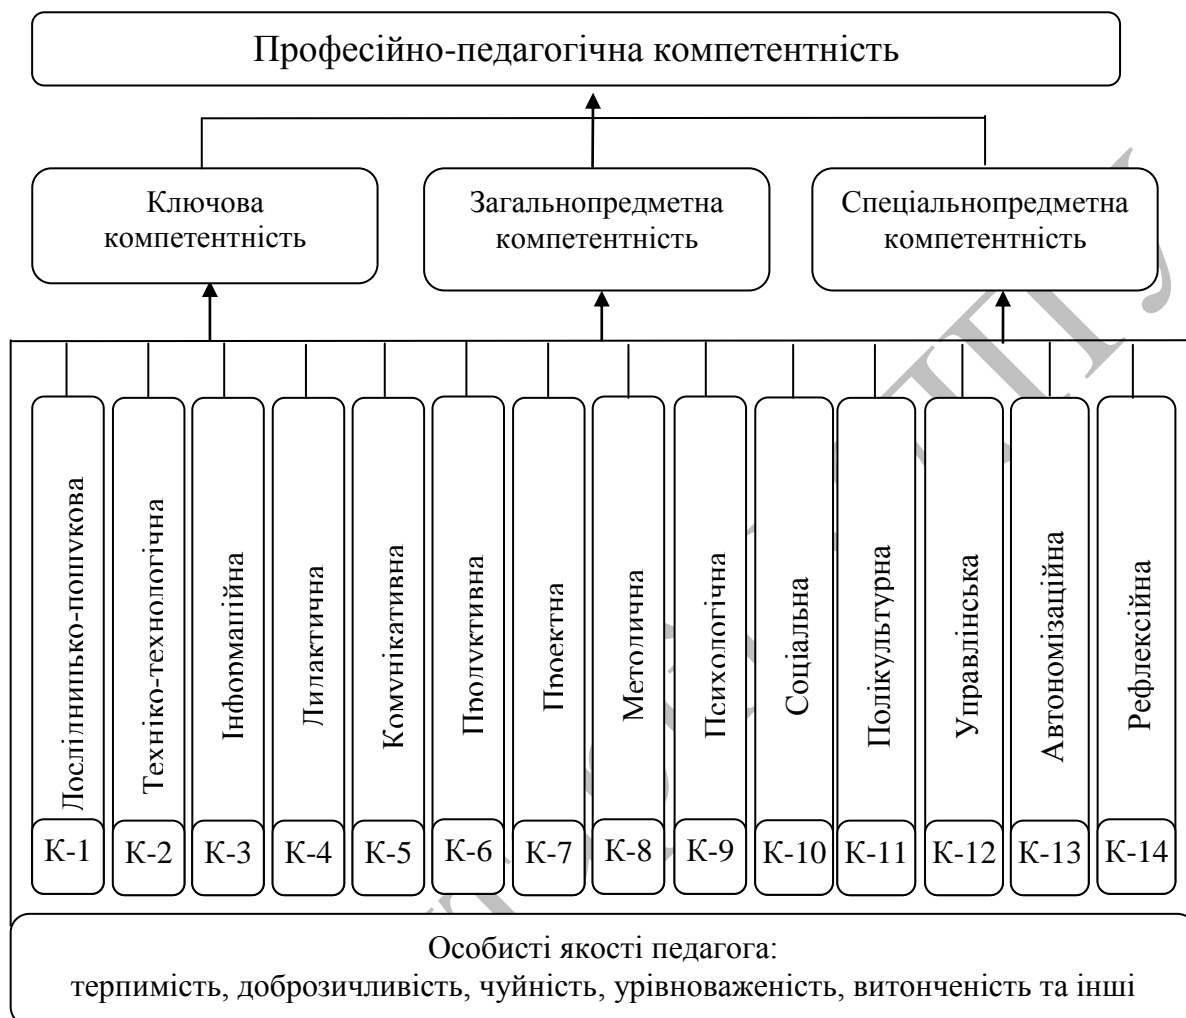 Професійно-педагогічна компетентність
Ключова
компетентність
Загальнопредметна
компетентність
Спеціальнопредметна
компетентність
Дослідницько-пошукова
Техніко-технологічна
Інформаційна
Дидактична
Комунікативна
Продуктивна
Проектна
Методична
Психологічна
Соціальна
Полікультурна
Управлінська
Автономізаційна
Рефлексійна
К-1
К-2
К-3
К-4
К-5
К-6
К-7
К-8
К-9
К-10
К-11
К-12
К-13
К-14
Особисті якості педагога:
терпимість, доброзичливість, чуйність, урівноваженість, витонченість та інші